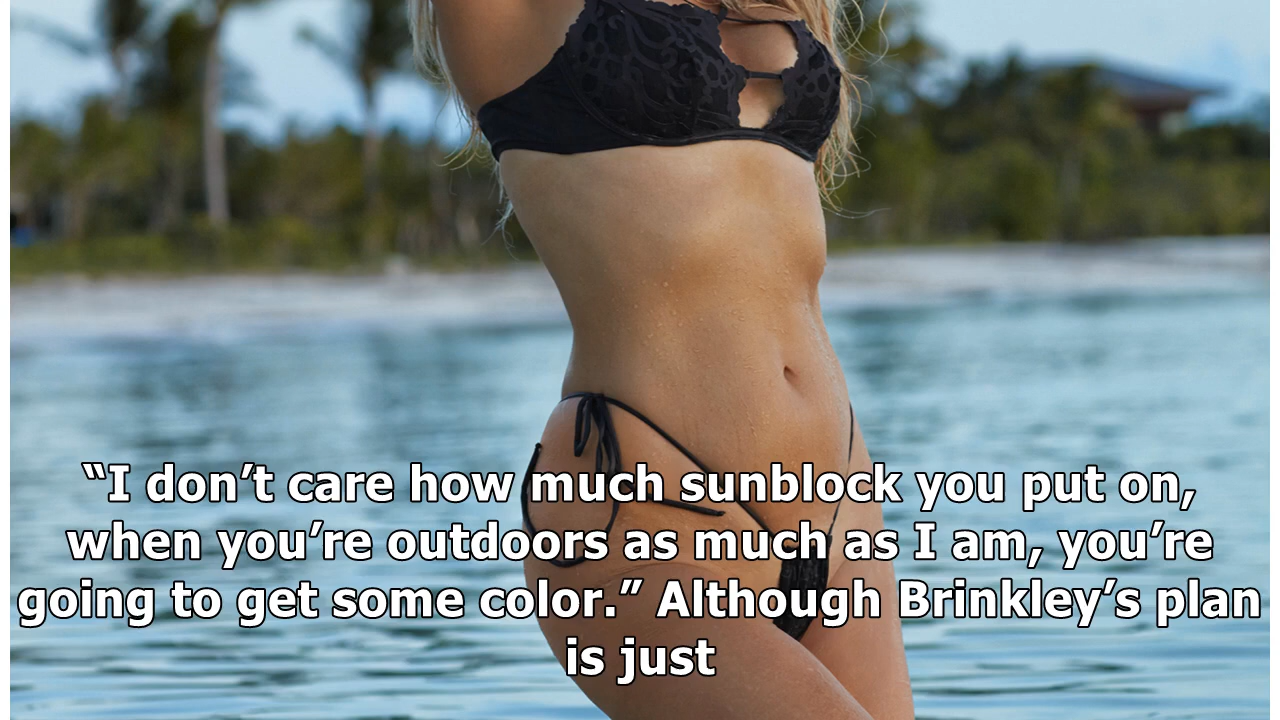 “I don’t care how much sunblock you put on,
when you’re outdoors as much as I am, you’re
going to get some color.” Although Brinkley’s plan
is just